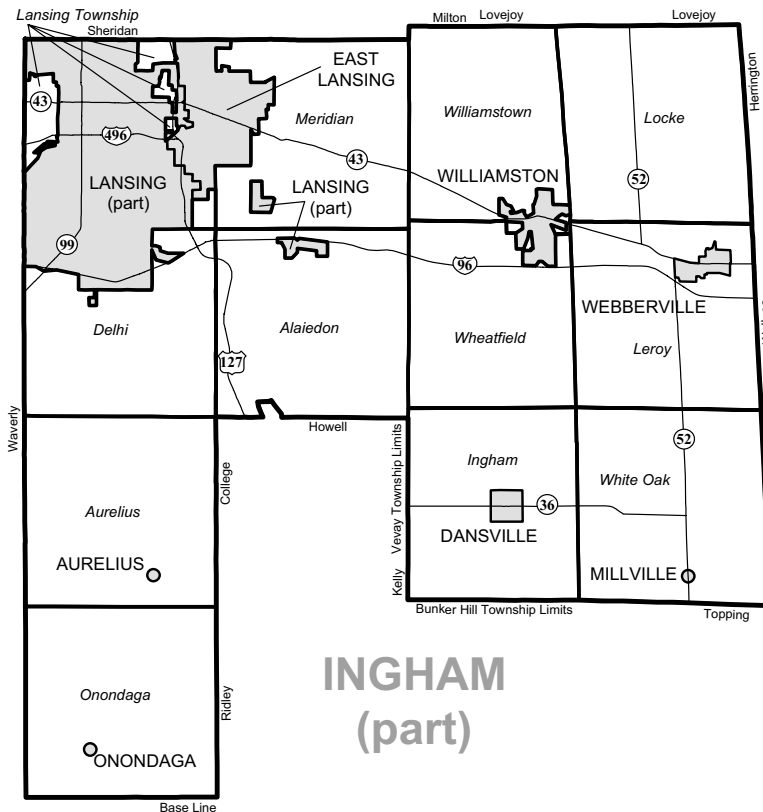 Lansing Township
Sheridan
Milton
Lovejoy
Lovejoy
Herrington
43
496
EAST
LANSING
Meridian
43
Williamstown
Locke
52
LANSING
(part)
LANSING
(part)
WILLIAMSTON
99
96
WEBBERVILLE
Delhi
Alaiedon
Wheatfield
Leroy
127
Waverly
Howell
College
Vevay Township Limits
Kelly
Ingham
White Oak
52
36
Aurelius
AURELIUS
DANSVILLE
MILLVILLE
Bunker Hill Township Limits
Topping
INGHAM
(part)
Onondaga
ONONDAGA
Ridley
Base Line